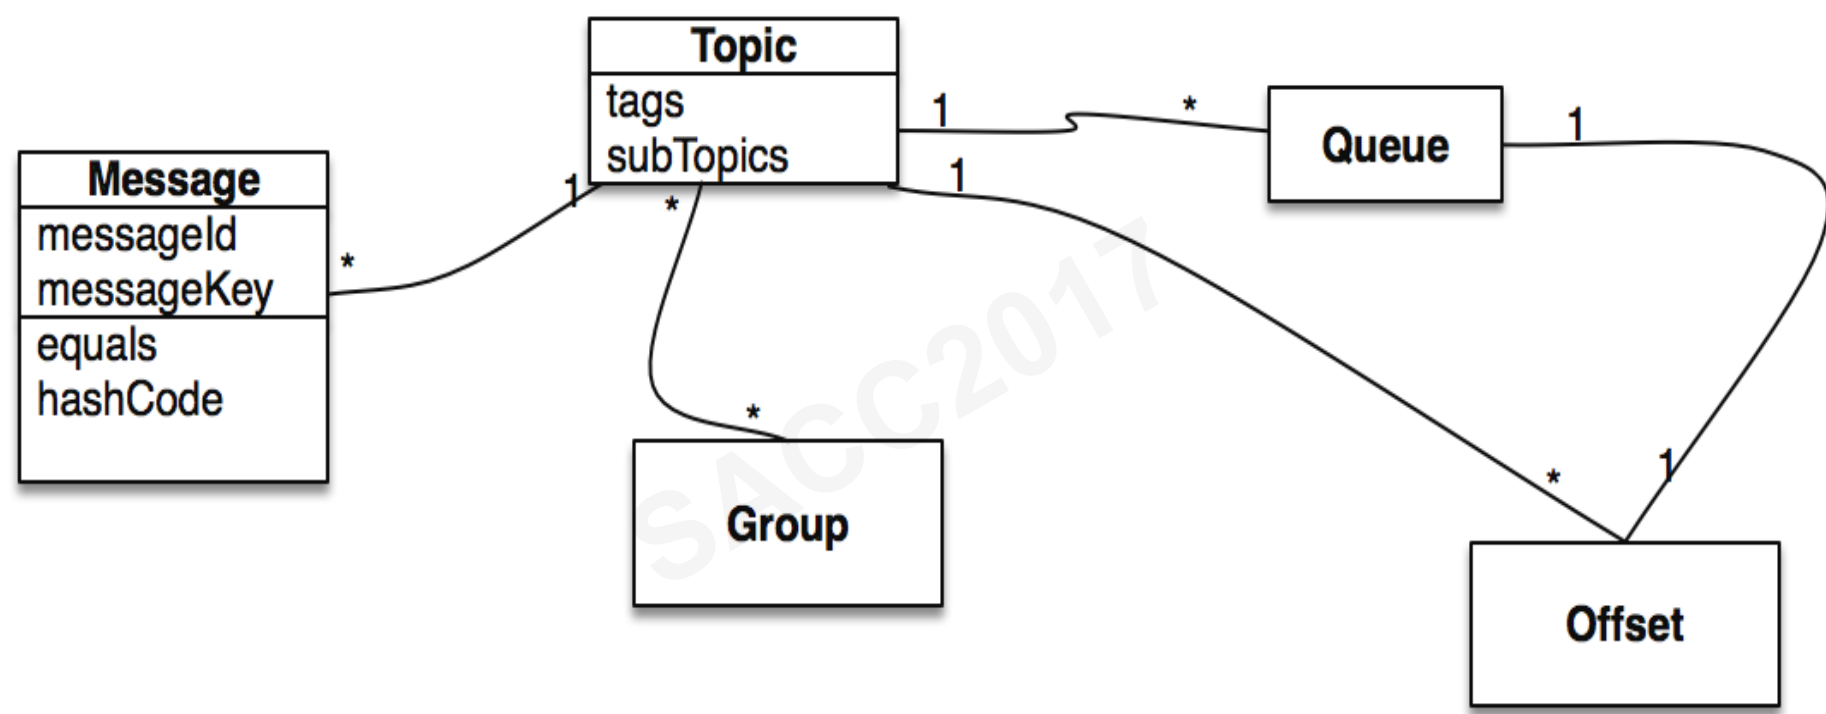 Topic
tags
subTopics
1
*
Queue
1
1
Message
messageId
messageKey
equals
hashCode
*
1
*
*
Group
*
1
Offset
SACC2017